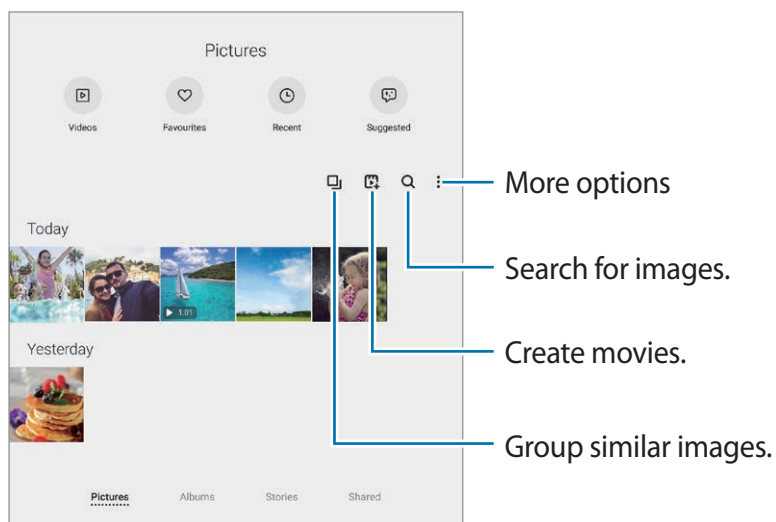 Pictures
Videos
Favourites
Recent
Suggested
More options
Today
Search for images.
1:01
Yesterday
Create movies.
Group similar images.
Pictures
Albums
Stories
Shared